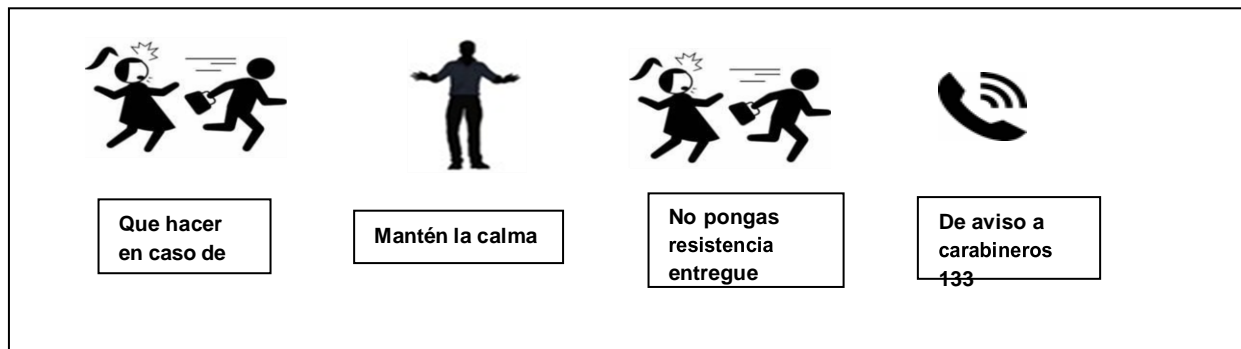 Que hacer
en caso de
Mantén la calma
No pongas
resistencia
entregue
De aviso a
carabineros
133